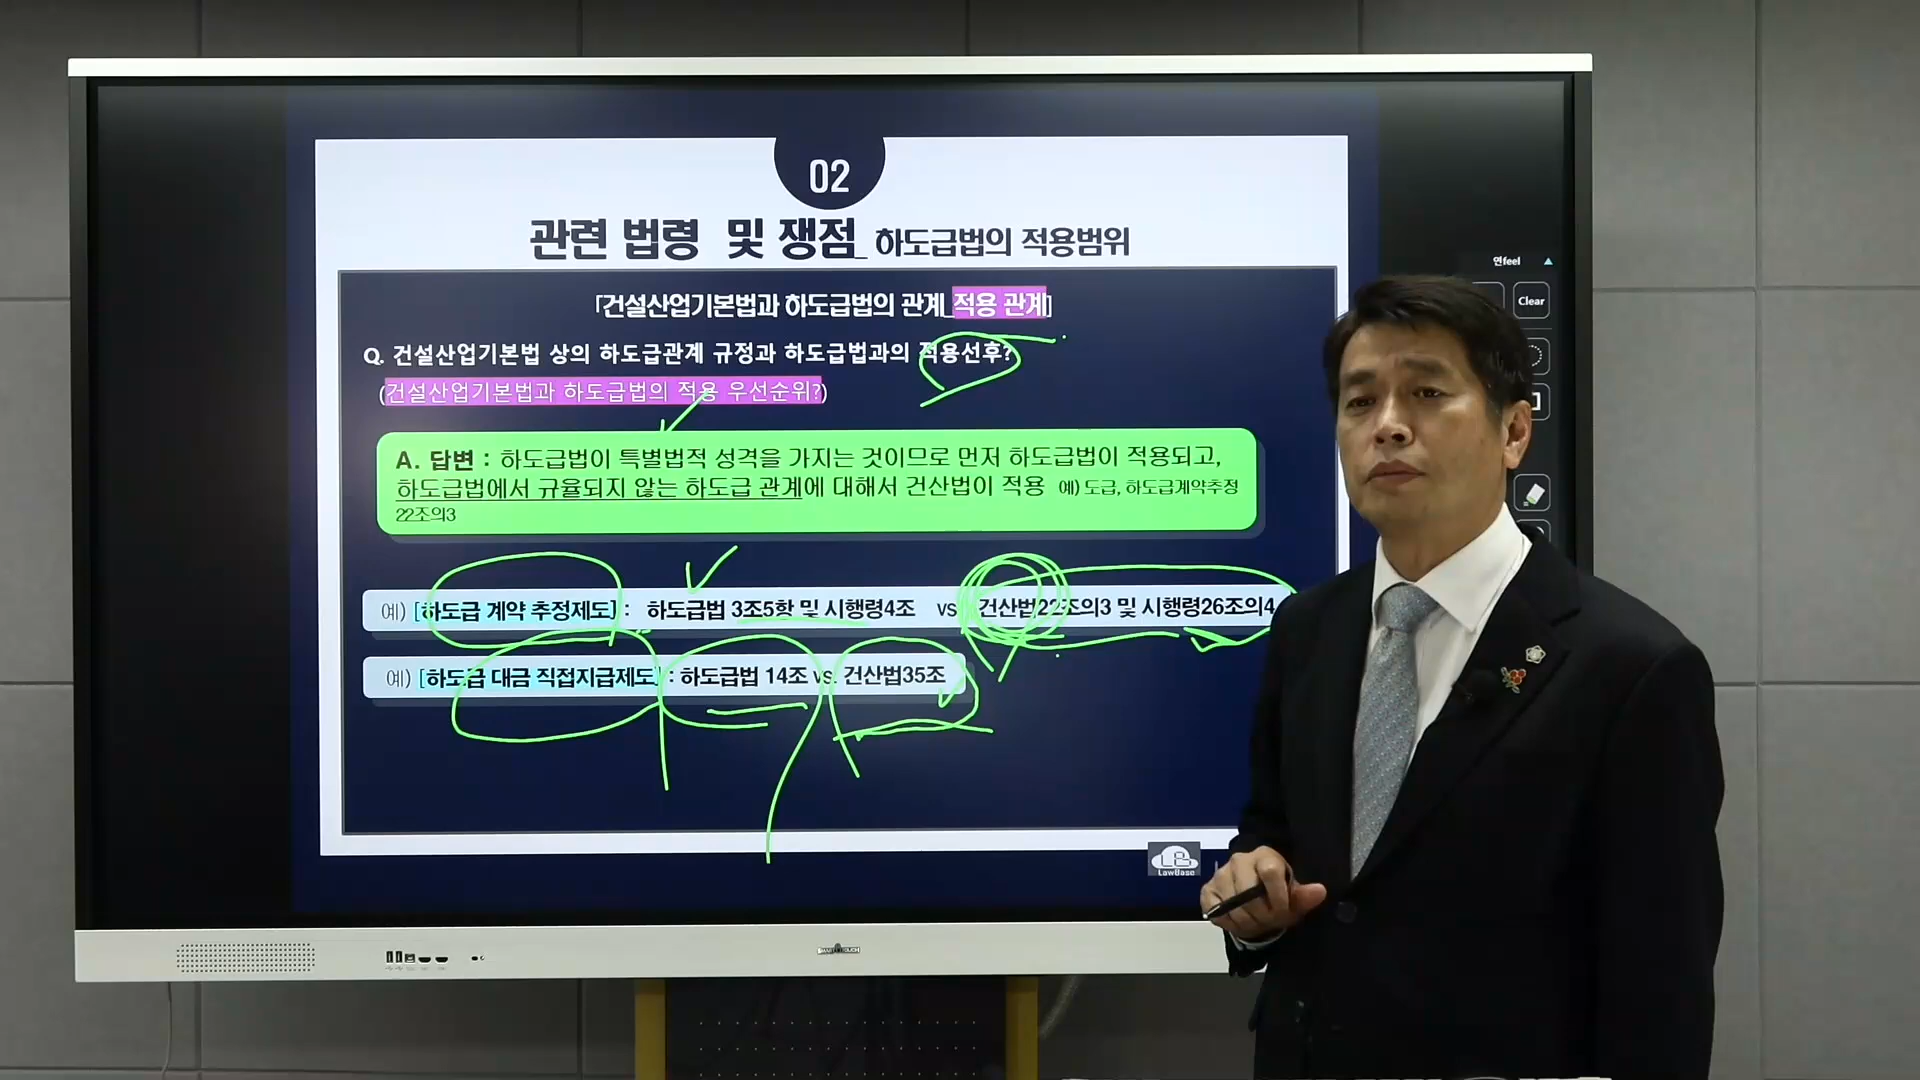 02
관련 법령 및 쟁점_ 하도급법의 적용범위
「건설산업기본법과 하도급법의 관계_적용 관계」
Q. 건설산업기본법 상의 하도급관계 규정과 하도급법과의 적용선후?
(건설산업기본법과 하도급법의 적용 우선순위?)
A. 답변 : 하도급법이 특별법적 성격을 가지는 것이므로 먼저 하도급법이 적용되고,
하도급법에서 규율되지 않는 하도급 관계에 대해서 건산법이 적용 예) 도급, 하도급계약추정
22조의3
예) [하도급 계약 추정제도] : 하도급법 3조5항 및 시행령4조 vs. 건산법22조의3 및 시행령26조의4
예) [하도급 대금 직접지급제도] : 하도급법 14조 vs. 건산법35조
연feel
Clear
LB
LawBase